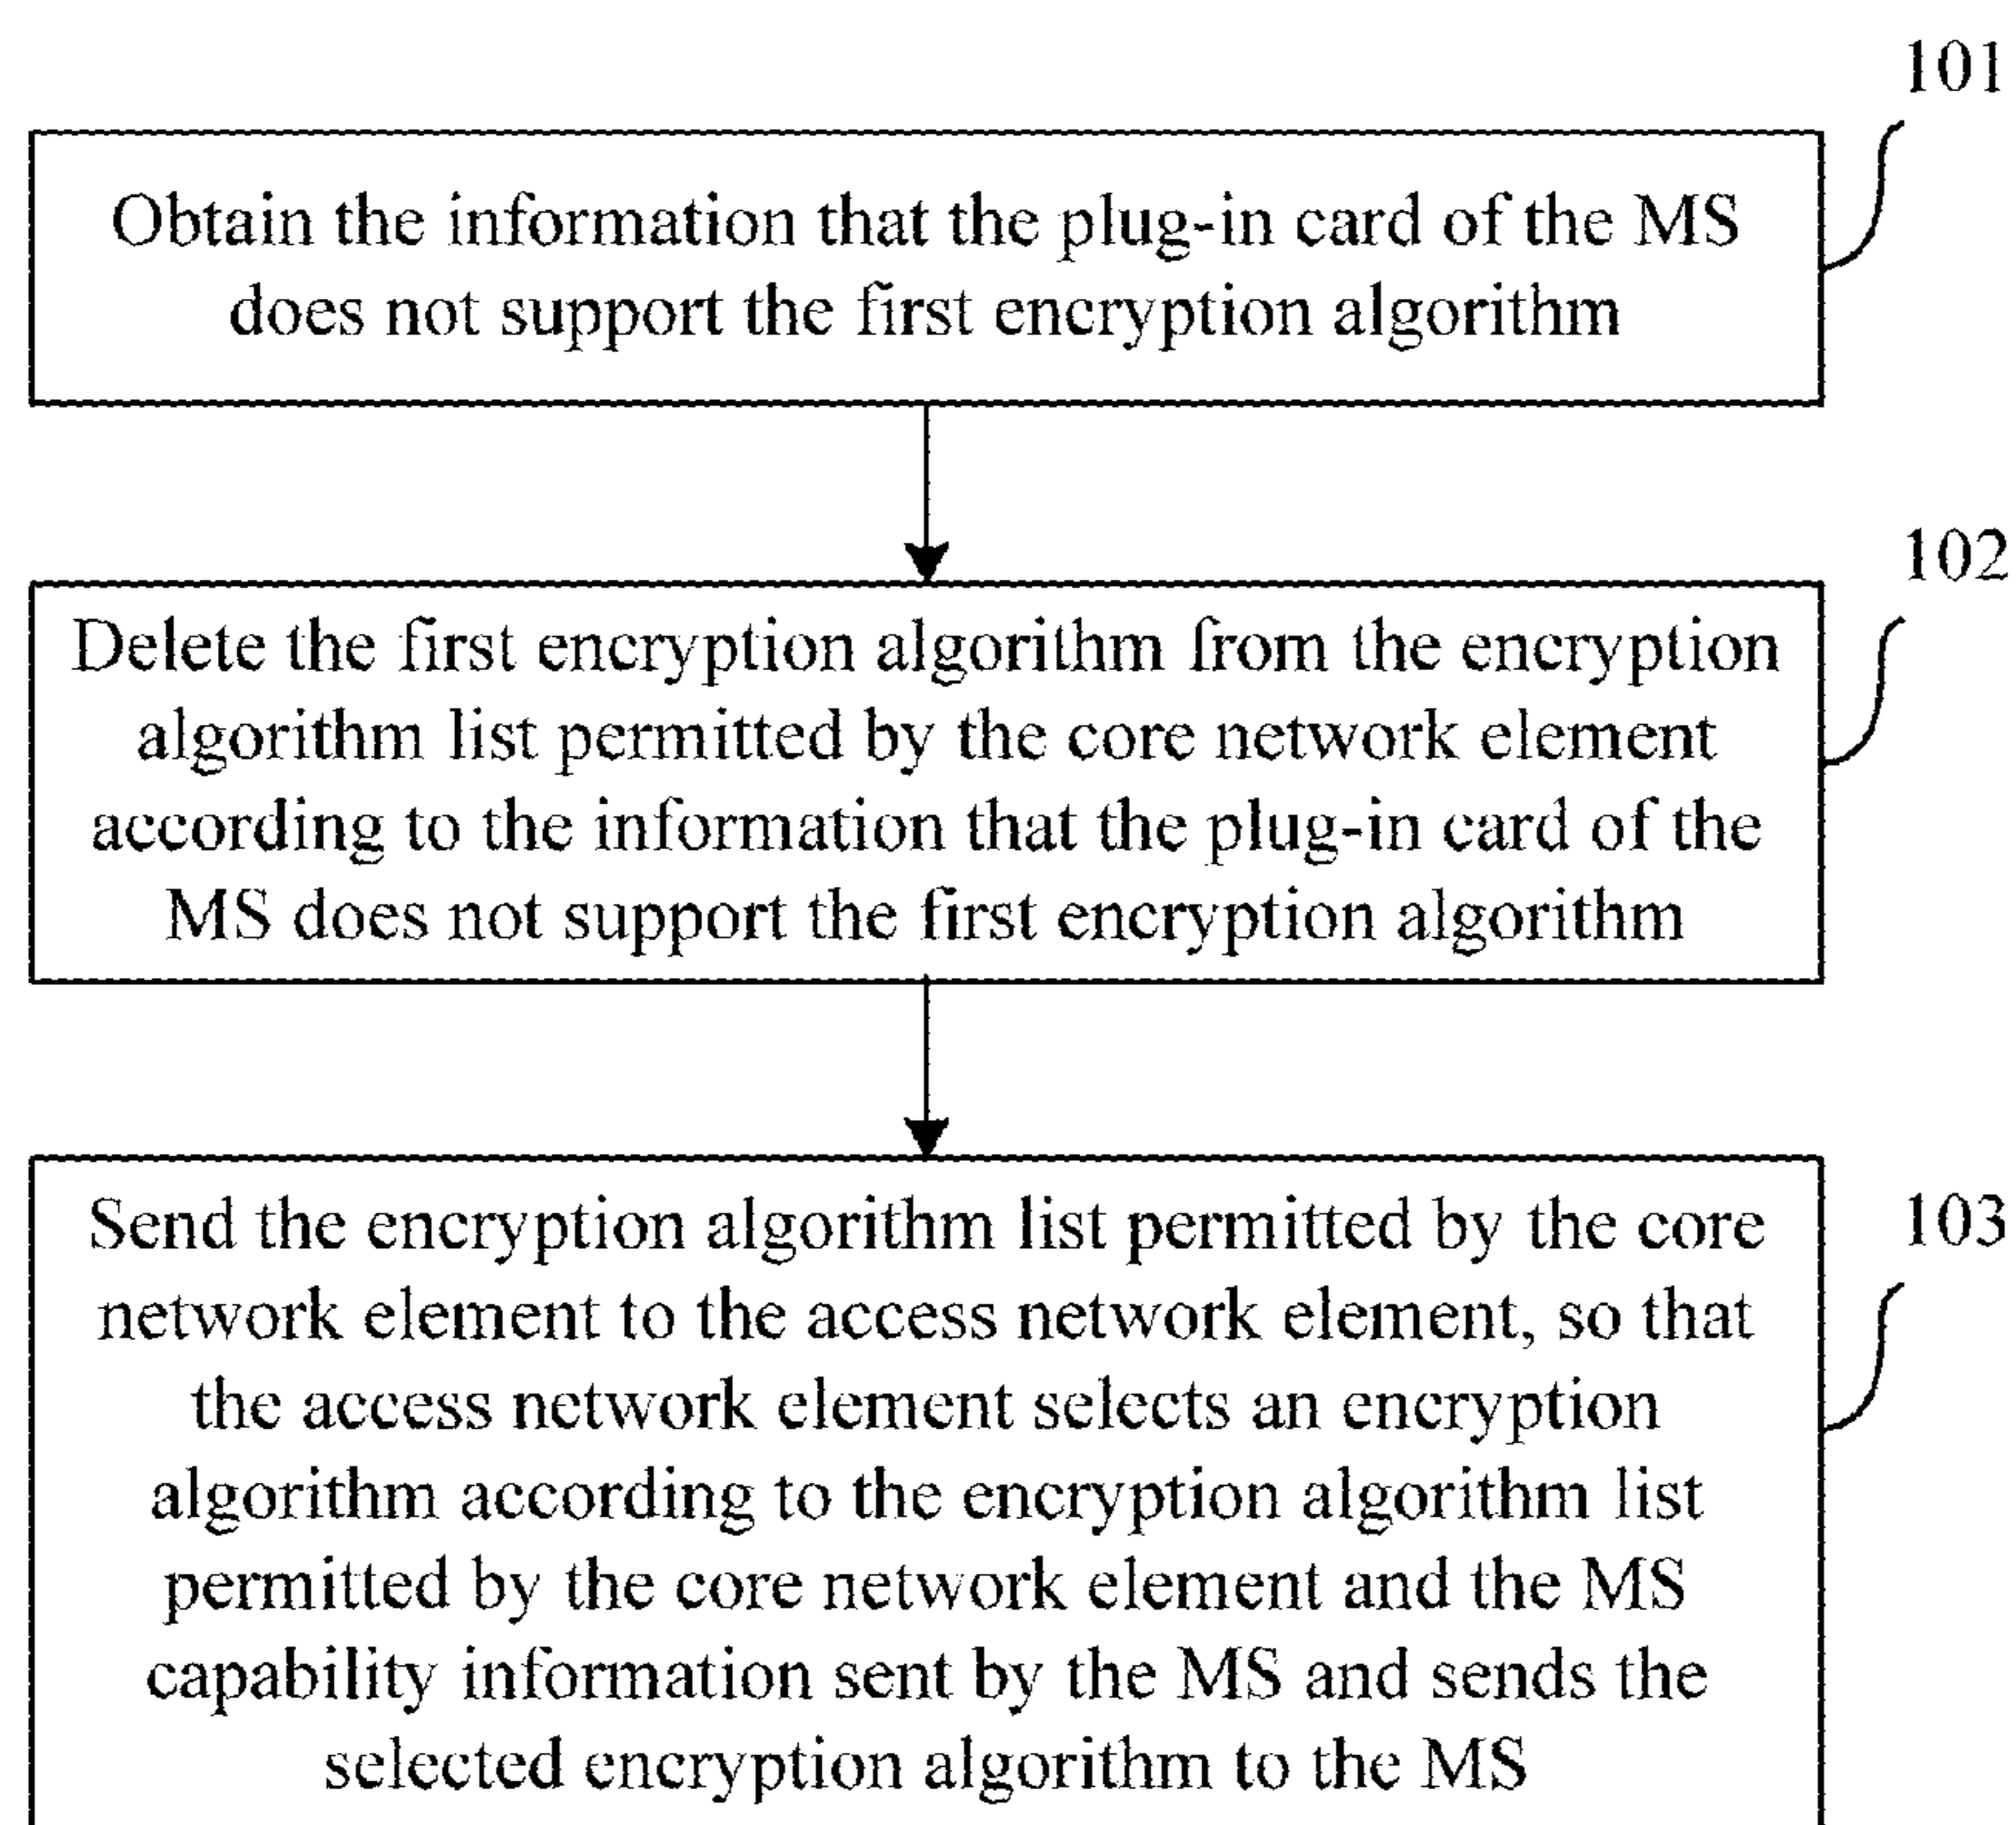 101
Obtain the information that the plug-in card of the MS
does not support the first encryption algorithm
102
Delete the first encryption algorithm from the encryption
algorithm list permitted by the core network element
according to the information that the plug-in card of the
MS does not support the first encryption algorithm
103
Send the encryption algorithm list permitted by the core
network element to the access network element, so that
the access network element selects an encryption
algorithm according to the encryption algorithm list
permitted by the core network element and the MS
capability information sent by the MS and sends the
selected encryption algorithm to the MS